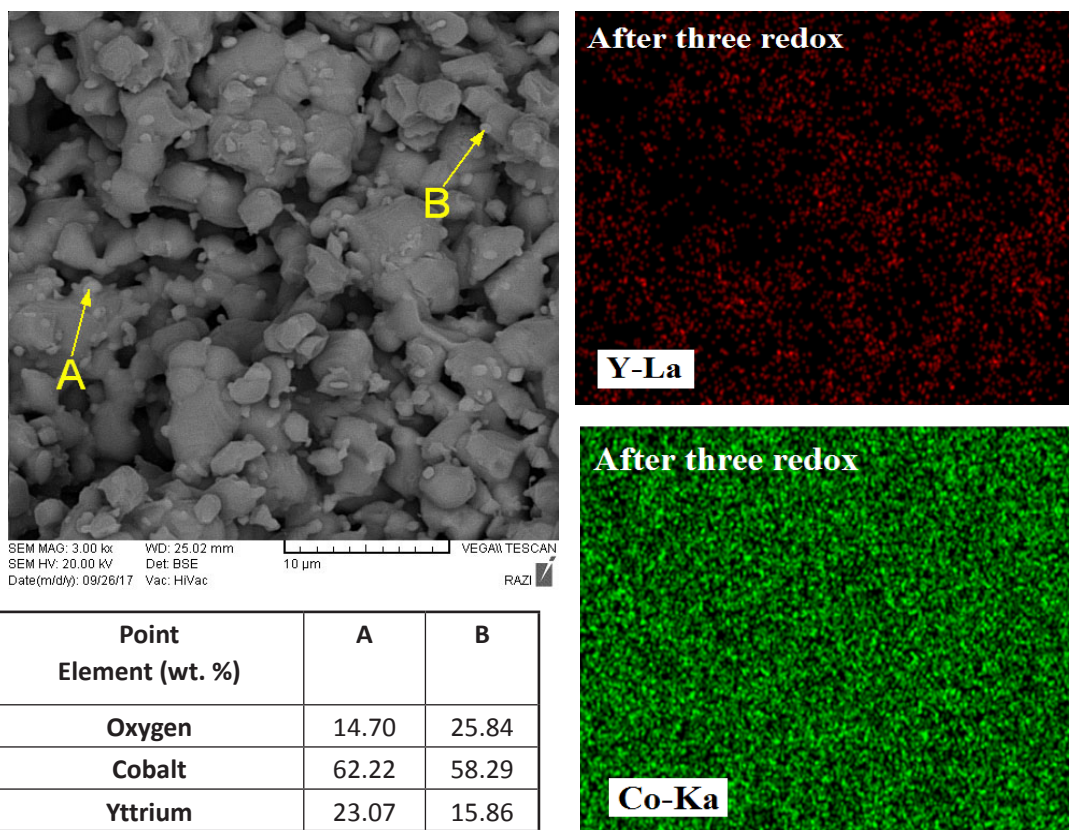 A
B
SEM MAG: 3.00 kx WD: 25.02 mm VEGA\\ TESCAN
SEM HV: 20.00 kV Det: BSE 10 µm
Date(m/d/y): 09/26/17 Vac: HiVac RAZI
After three redox
Y-La
After three redox
Co-Ka
Point A B
Element (wt. %)
Oxygen 14.70 25.84
Cobalt 62.22 58.29
Yttrium 23.07 15.86